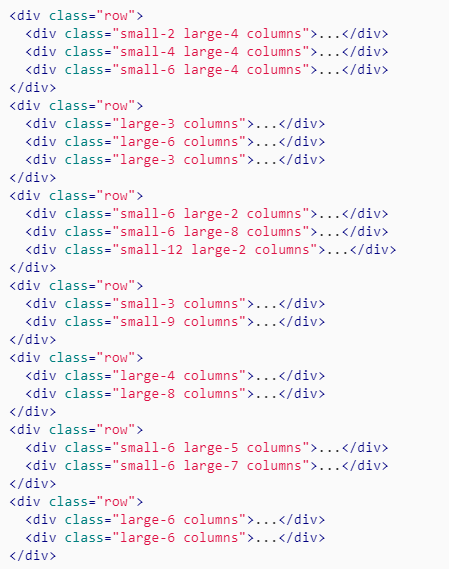 <div class="row">
  <div class="small-2 large-4 columns">...</div>
  <div class="small-4 large-4 columns">...</div>
  <div class="small-6 large-4 columns">...</div>
</div>
<div class="row">
  <div class="large-3 columns">...</div>
  <div class="large-6 columns">...</div>
  <div class="large-3 columns">...</div>
</div>
<div class="row">
  <div class="small-6 large-2 columns">...</div>
  <div class="small-6 large-8 columns">...</div>
  <div class="small-12 large-2 columns">...</div>
</div>
<div class="row">
  <div class="small-3 columns">...</div>
  <div class="small-9 columns">...</div>
</div>
<div class="row">
  <div class="large-4 columns">...</div>
  <div class="large-8 columns">...</div>
</div>
<div class="row">
  <div class="small-6 large-5 columns">...</div>
  <div class="small-6 large-7 columns">...</div>
</div>
<div class="row">
  <div class="large-6 columns">...</div>
  <div class="large-6 columns">...</div>
</div>